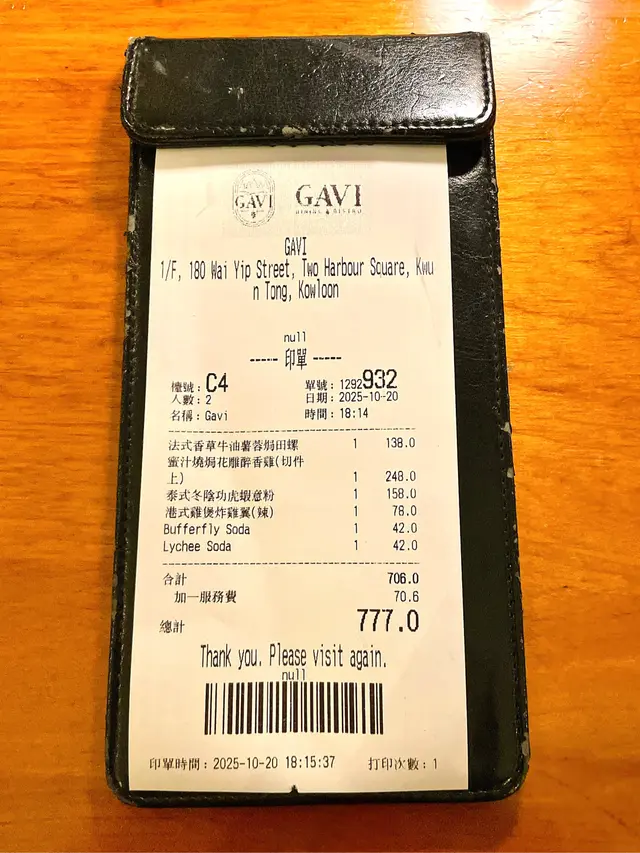 GAVI
GAVI
DINING & BISTRO
GAVI
1/F, 180 Wai Yip Street, Two Harbour Square, Kwu
n Tong, Kowloon
null
----- 印單 -----
檯號：C4 單號：1292932
人數：2 日期：2025-10-20
名稱：Gavi 時間：18:14
法式香草牛油薯蓉焗田螺 1 138.0
蜜汁燒焗花雕醉香雞(切件
上) 1 248.0
泰式冬陰功虎蝦意粉 1 158.0
港式雞煲炸雞翼(辣) 1 78.0
Bufferfly Soda 1 42.0
Lychee Soda 1 42.0
合計 706.0
加一服務費 70.6
總計 777.0
Thank you. Please visit again.
null
印單時間：2025-10-20 18:15:37 打印次數：1